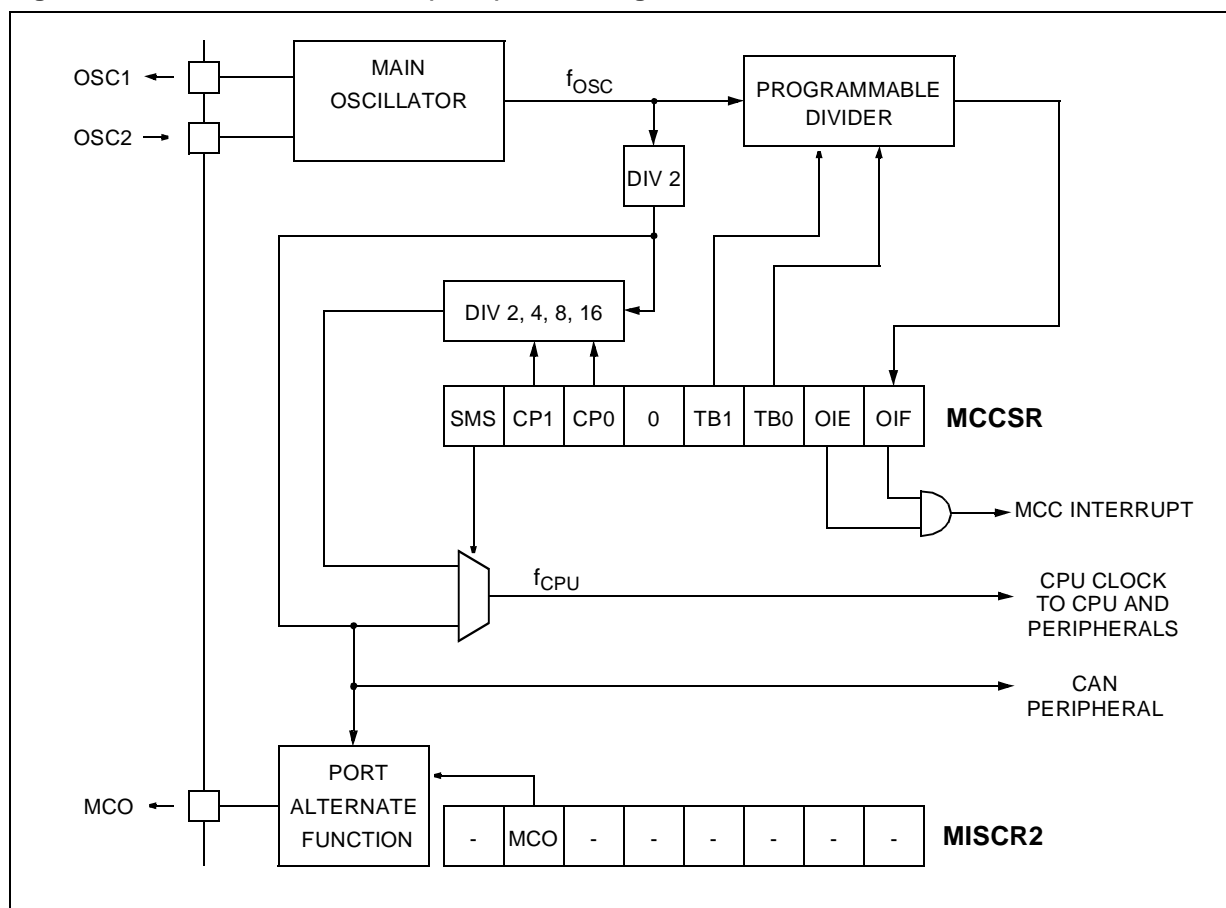 OSC1
OSC2
MAIN
OSCILLATOR
fOSC
PROGRAMMABLE
DIVIDER
DIV 2
DIV 2, 4, 8, 16
SMS CP1 CP0 0 TB1 TB0 OIE OIF MCCSR
MCC INTERRUPT
fCPU
CPU CLOCK
TO CPU AND
PERIPHERALS
CAN
PERIPHERAL
MCO
PORT
ALTERNATE
FUNCTION
- MCO - - - - - - MISCR2